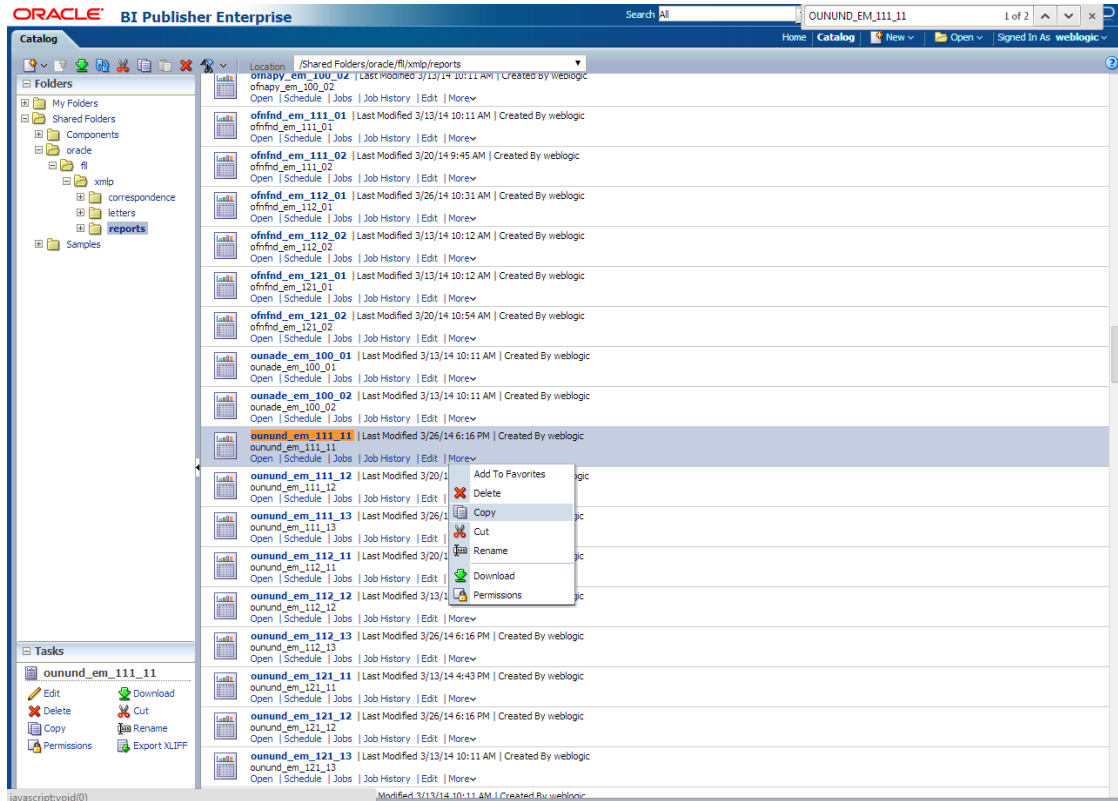 ORACLE BI Publisher Enterprise
Search All
OUNUND_EM_111_11 1 of 2
Catalog
Home Catalog New Open Signed In As weblogic
Location /Shared Folders/oracle/fl/xmlp/reports
Folders
My Folders
Shared Folders
Components
oracle
fl
xmlp
correspondence
letters
reports
Samples
ofnapy_em_100_02 | Last Modified 3/13/14 10:11 AM | Created By weblogic
ofnapy_em_100_02
Open | Schedule | Jobs | Job History | Edit | More
ofnfnd_em_111_01 | Last Modified 3/13/14 10:11 AM | Created By weblogic
ofnfnd_em_111_01
Open | Schedule | Jobs | Job History | Edit | More
ofnfnd_em_111_02 | Last Modified 3/20/14 9:45 AM | Created By weblogic
ofnfnd_em_111_02
Open | Schedule | Jobs | Job History | Edit | More
ofnfnd_em_112_01 | Last Modified 3/26/14 10:31 AM | Created By weblogic
ofnfnd_em_112_01
Open | Schedule | Jobs | Job History | Edit | More
ofnfnd_em_112_02 | Last Modified 3/13/14 10:12 AM | Created By weblogic
ofnfnd_em_112_02
Open | Schedule | Jobs | Job History | Edit | More
ofnfnd_em_121_01 | Last Modified 3/13/14 10:12 AM | Created By weblogic
ofnfnd_em_121_01
Open | Schedule | Jobs | Job History | Edit | More
ofnfnd_em_121_02 | Last Modified 3/20/14 10:54 AM | Created By weblogic
ofnfnd_em_121_02
Open | Schedule | Jobs | Job History | Edit | More
ounade_em_100_01 | Last Modified 3/13/14 10:11 AM | Created By weblogic
ounade_em_100_01
Open | Schedule | Jobs | Job History | Edit | More
ounade_em_100_02 | Last Modified 3/13/14 10:11 AM | Created By weblogic
ounade_em_100_02
Open | Schedule | Jobs | Job History | Edit | More
ounund_em_111_11 | Last Modified 3/26/14 6:16 PM | Created By weblogic
ounund_em_111_11
Open | Schedule | Jobs | Job History | Edit | More
ounund_em_111_12 | Last Modified 3/20/1
ounund_em_111_12
Open | Schedule | Jobs | Job History | Edit |
ounund_em_111_13 | Last Modified 3/26/1
ounund_em_111_13
Open | Schedule | Jobs | Job History | Edit |
ounund_em_112_11 | Last Modified 3/20/1
ounund_em_112_11
Open | Schedule | Jobs | Job History | Edit |
ounund_em_112_12 | Last Modified 3/13/1
ounund_em_112_12
Open | Schedule | Jobs | Job History | Edit | More
Add To Favorites
Delete
Copy
Cut
Rename
Download
Permissions
ounund_em_112_13 | Last Modified 3/26/14 6:16 PM | Created By weblogic
ounund_em_112_13
Open | Schedule | Jobs | Job History | Edit | More
ounund_em_121_11 | Last Modified 3/13/14 4:43 PM | Created By weblogic
ounund_em_121_11
Open | Schedule | Jobs | Job History | Edit | More
ounund_em_121_12 | Last Modified 3/26/14 6:16 PM | Created By weblogic
ounund_em_121_12
Open | Schedule | Jobs | Job History | Edit | More
ounund_em_121_13 | Last Modified 3/13/14 10:11 AM | Created By weblogic
ounund_em_121_13
Open | Schedule | Jobs | Job History | Edit | More
Modified 3/13/14 10:11 AM | Created By weblogic
Tasks
ounund_em_111_11
Edit Download
Delete Cut
Copy Rename
Permissions Export XLIFF
javascript:void(0)